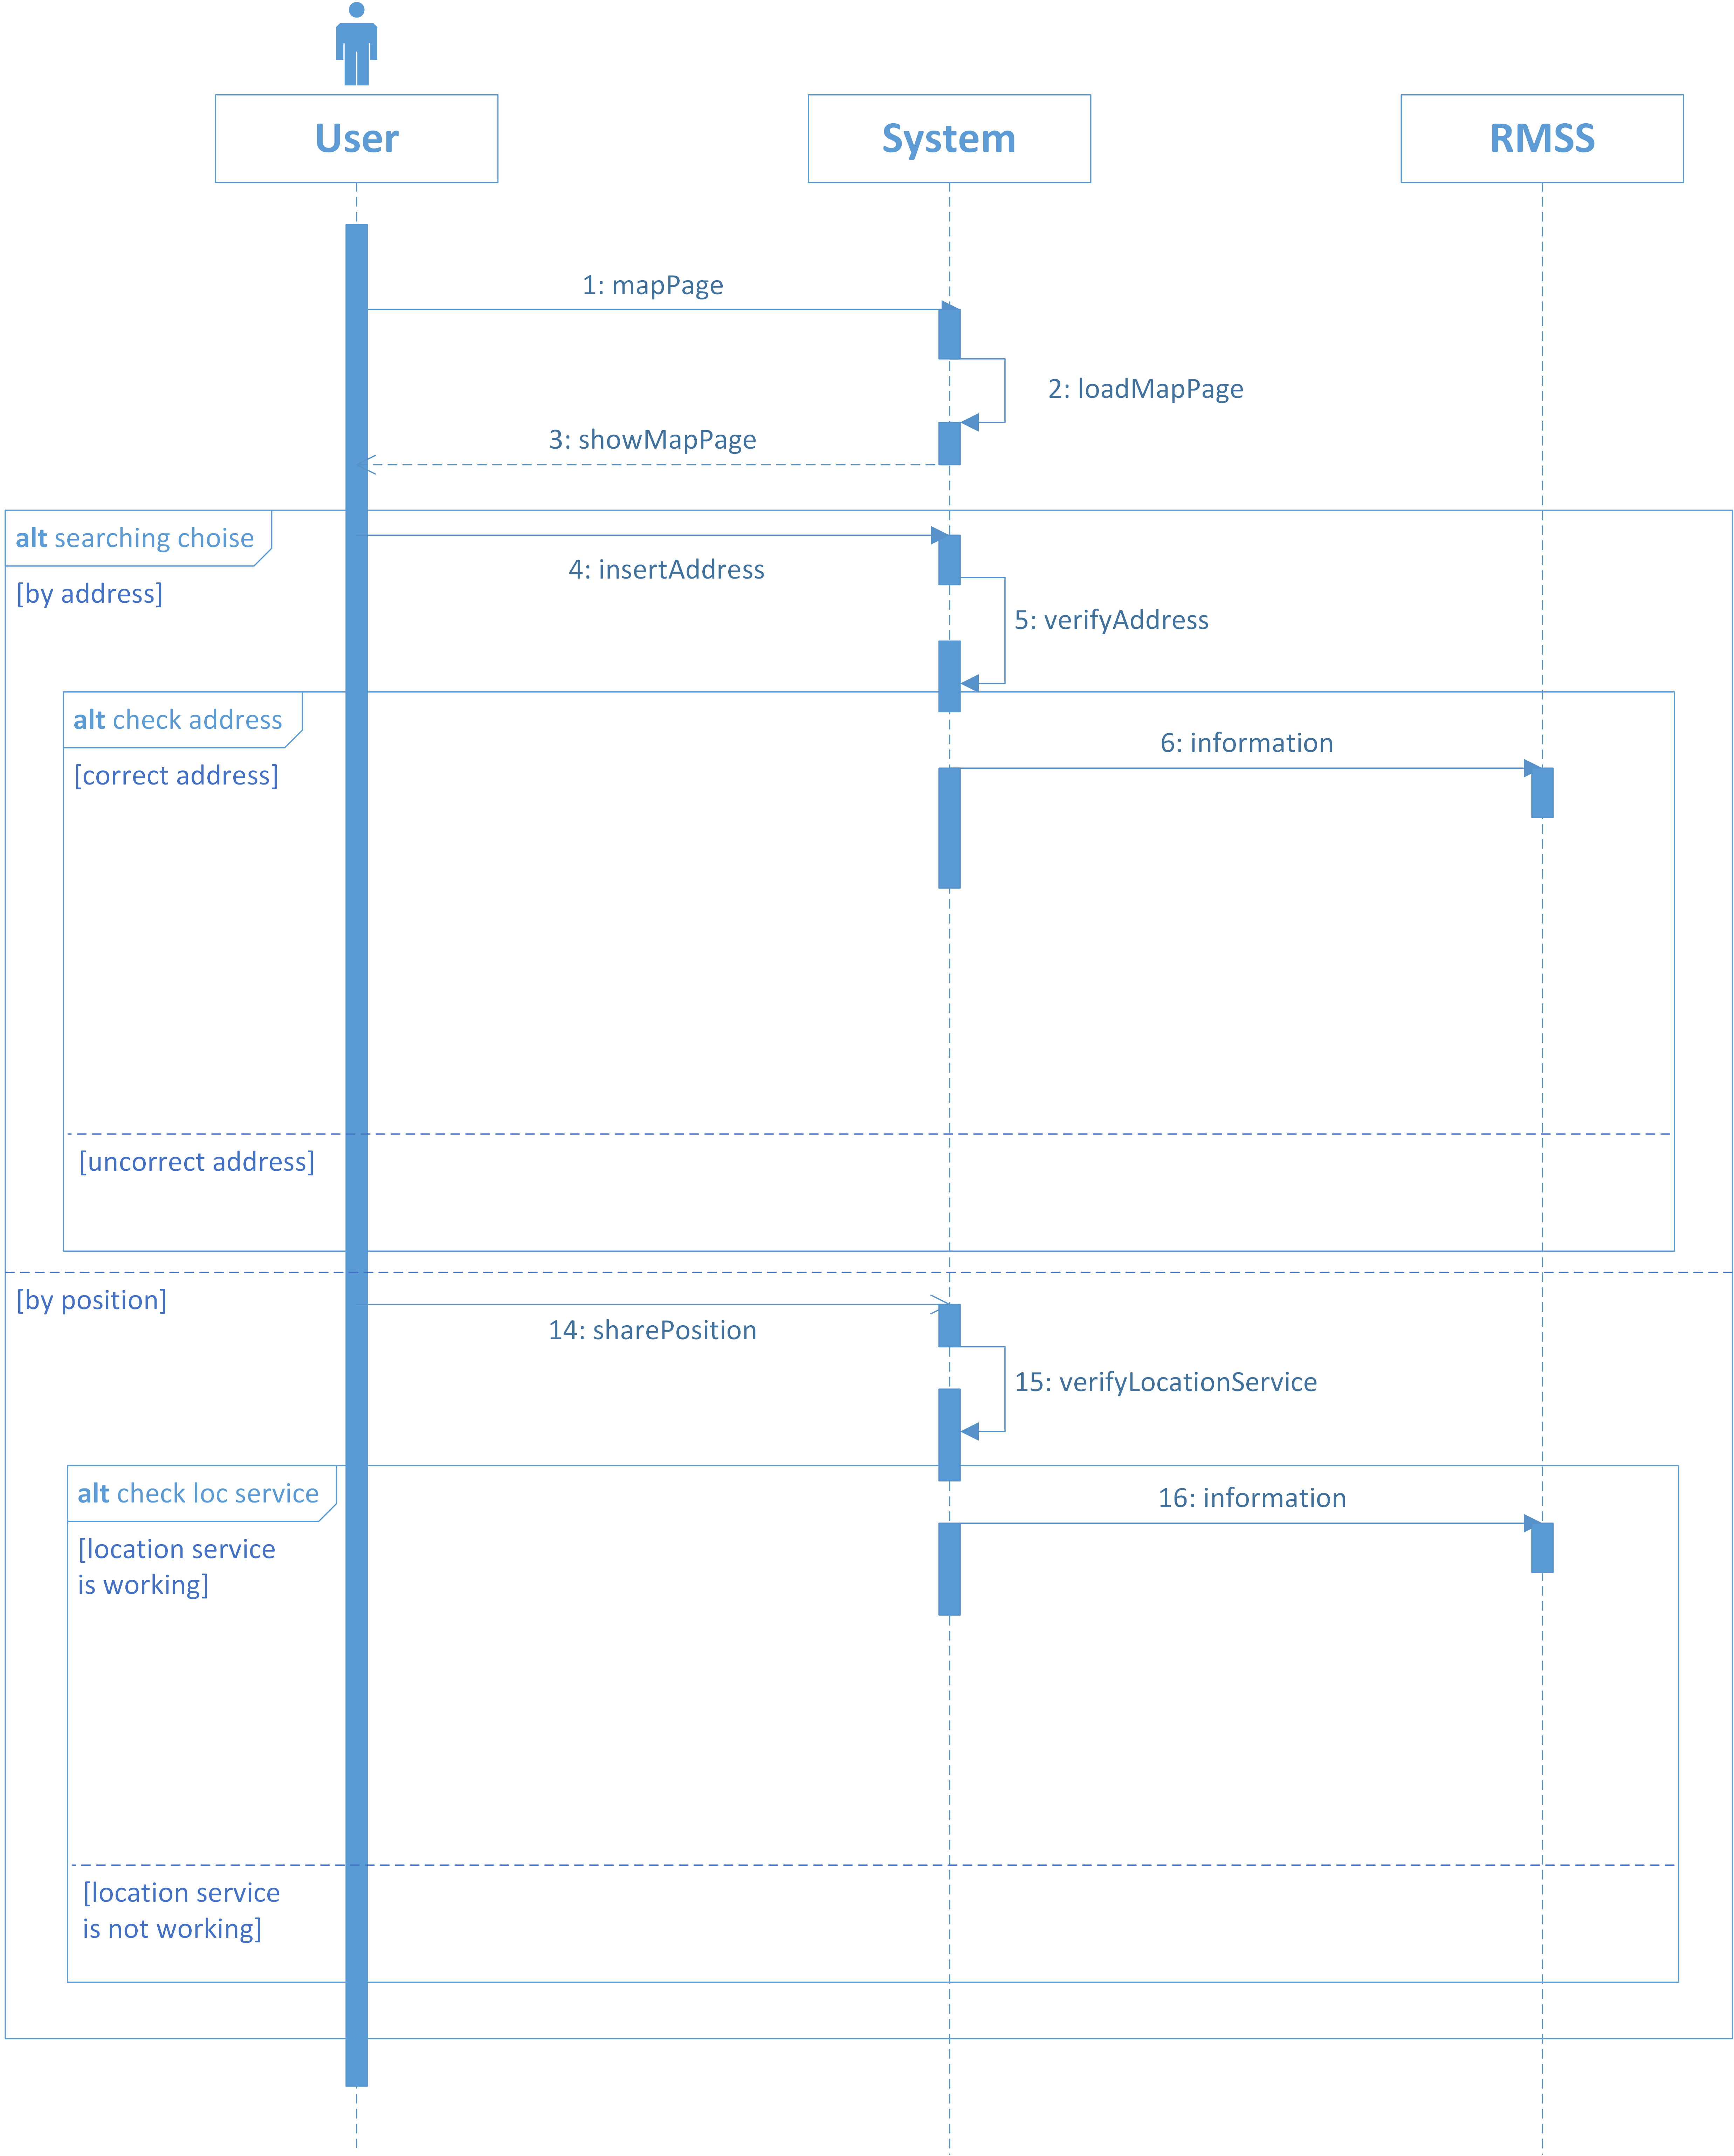 User
System
RMSS
1: mapPage
2: loadMapPage
3: showMapPage
alt searching choise
4: insertAddress
[by address]
5: verifyAddress
alt check address
6: information
[correct address]
[uncorrect address]
[by position]
14: sharePosition
15: verifyLocationService
alt check loc service
16: information
[location service
is working]
[location service
is not working]